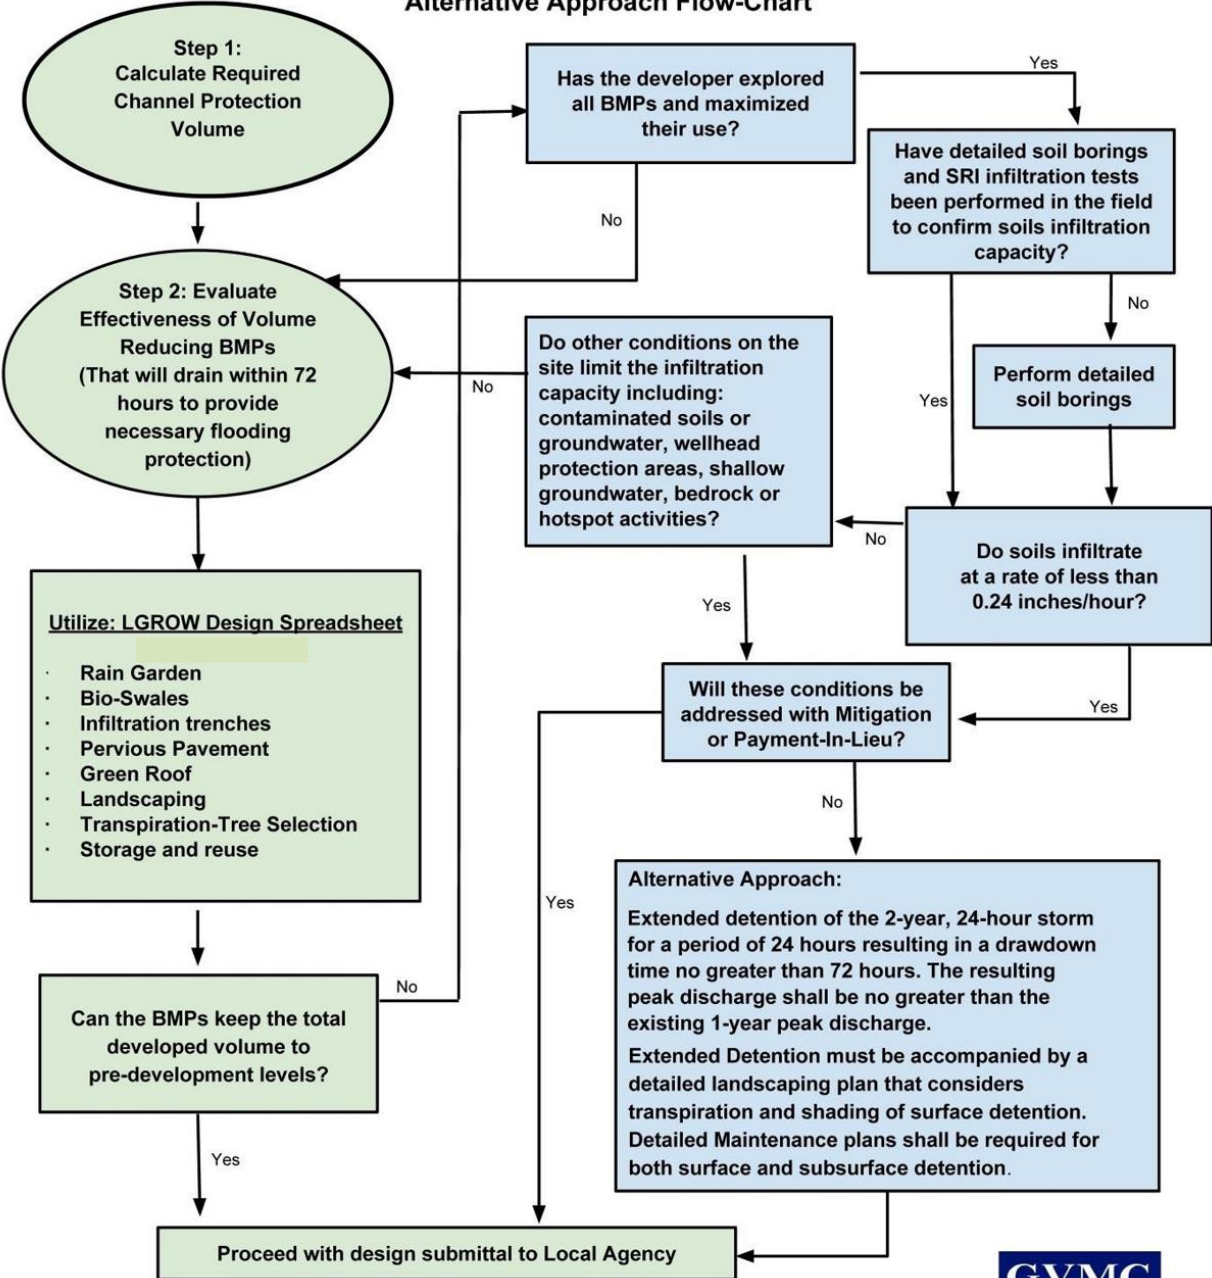 Alternative Approach Flow-Chart
Step 1:
Calculate Required
Channel Protection
Volume
Has the developer explored
all BMPs and maximized
their use?
Yes
Have detailed soil borings
and SRI infiltration tests
been performed in the field
to confirm soils infiltration
capacity?
No
Step 2: Evaluate
Effectiveness of Volume
Reducing BMPs
(That will drain within 72
hours to provide
necessary flooding
protection)
No
Do other conditions on the
site limit the infiltration
capacity including:
contaminated soils or
groundwater, wellhead
protection areas, shallow
groundwater, bedrock or
hotspot activities?
No
Yes
Perform detailed
soil borings
No
Do soils infiltrate
at a rate of less than
0.24 inches/hour?
Yes
Yes
Utilize: LGROW Design Spreadsheet
· Rain Garden
· Bio-Swales
· Infiltration trenches
· Pervious Pavement
· Green Roof
· Landscaping
· Transpiration-Tree Selection
· Storage and reuse
Will these conditions be
addressed with Mitigation
or Payment-In-Lieu?
No
Yes
Alternative Approach:
Extended detention of the 2-year, 24-hour storm
for a period of 24 hours resulting in a drawdown
time no greater than 72 hours. The resulting
peak discharge shall be no greater than the
existing 1-year peak discharge.
Extended Detention must be accompanied by a
detailed landscaping plan that considers
transpiration and shading of surface detention.
Detailed Maintenance plans shall be required for
both surface and subsurface detention.
Can the BMPs keep the total
developed volume to
pre-development levels?
No
Yes
Proceed with design submittal to Local Agency
GVMC